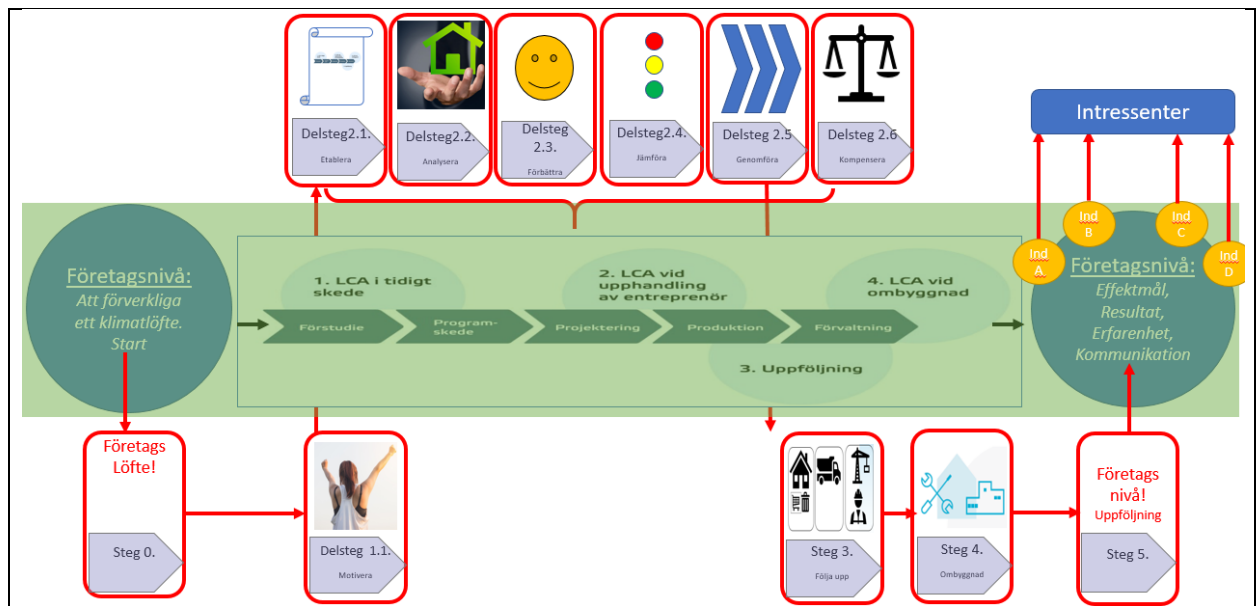 Delsteg2.1.
Etablera
Delsteg2.2.
Analysera
Delsteg
2.3.
Förbättra
Delsteg2.4.
Jämföra
Delsteg 2.5
Genomföra
Delsteg 2.6
Kompensera
Intressenter
Ind
A
Ind
B
Ind
C
Ind
D
Företagsnivå:
Att förverkliga
ett klimatlöfte.
Start
1. LCA i tidigt
skede
2. LCA vid
upphandling
av entreprenör
4. LCA vid
ombyggnad
Förstudie
Program-
skede
Projektering
Produktion
Förvaltning
3. Uppföljning
Företagsnivå:
Effektmål,
Resultat,
Erfarenhet,
Kommunikation
Företags
Löfte!
Steg 0.
Delsteg 1.1.
Motivera
Steg 3.
Följa upp
Steg 4.
Ombyggnad
Företags
nivå!
Uppföljning
Steg 5.